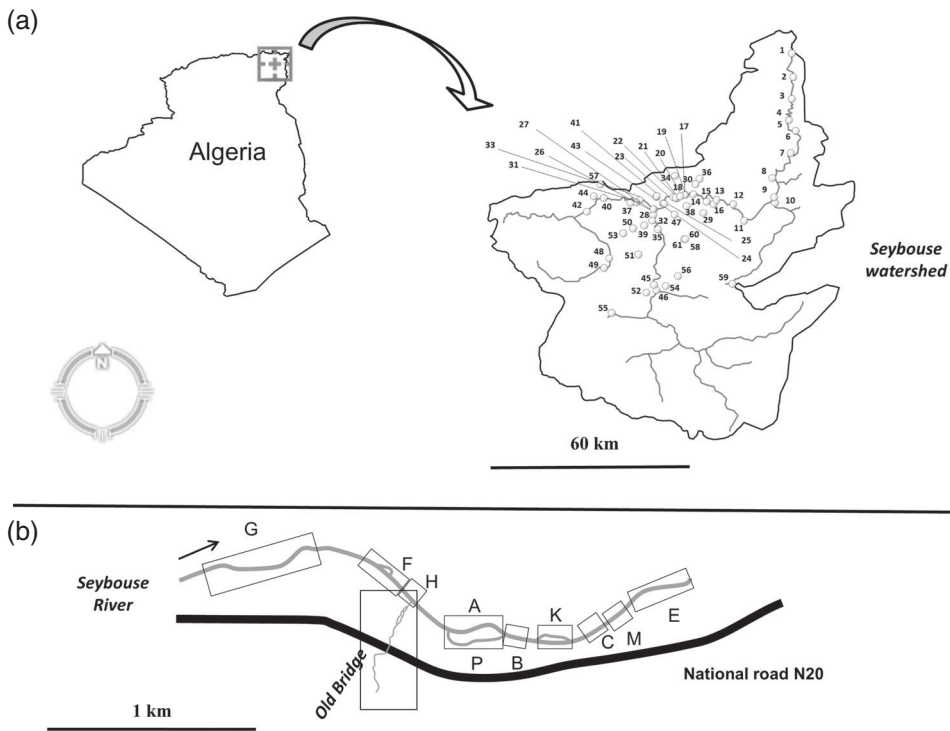 (a)
Algeria
N
1
2
3
4
5
6
7
8
9
10
11
12
13
15
16
14
36
30
34
18
17
19
20
22
21
41
23
43
27
26
33
31
57
44
40
42
37
28
32
35
39
50
53
51
48
49
38
29
47
25
24
60
61
58
59
56
54
45
46
52
55
Seybouse
watershed
60 km
(b)
G
Seybouse
River
F
H
A
K
E
P
B
C
M
Old Bridge
National road N20
1 km